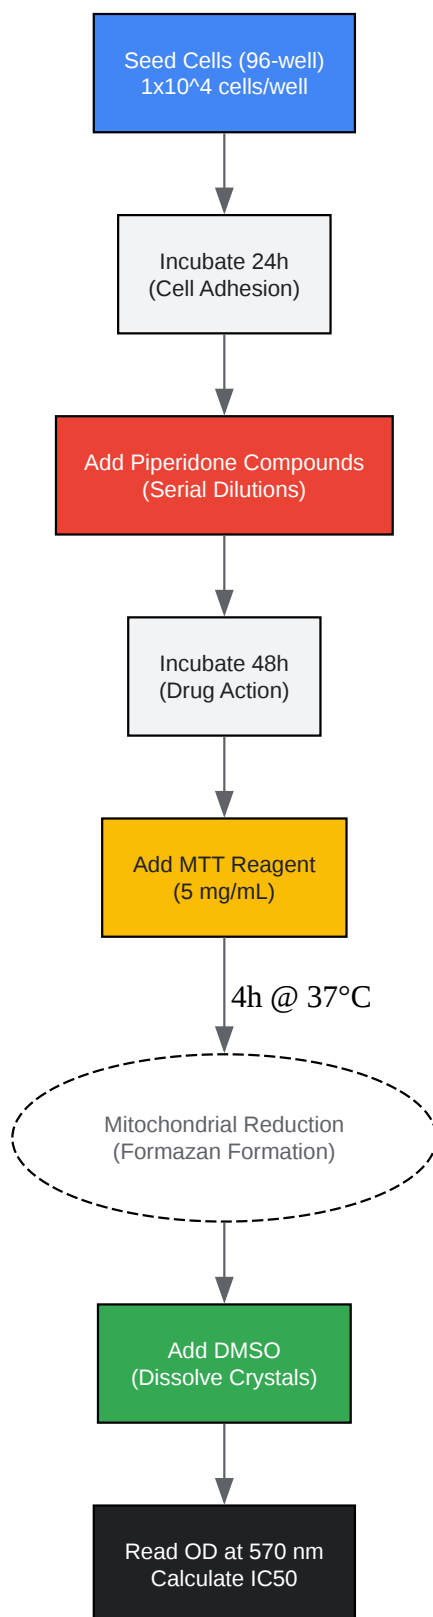 Seed Cells (96-well)
1x10^4 cells/well
Incubate 24h
(Cell Adhesion)
Add Piperidone Compounds
(Serial Dilutions)
Incubate 48h
(Drug Action)
Add MTT Reagent
(5 mg/mL)
4h @ 37°C
Mitochondrial Reduction
(Formazan Formation)
Add DMSO
(Dissolve Crystals)
Read OD at 570 nm
Calculate IC50